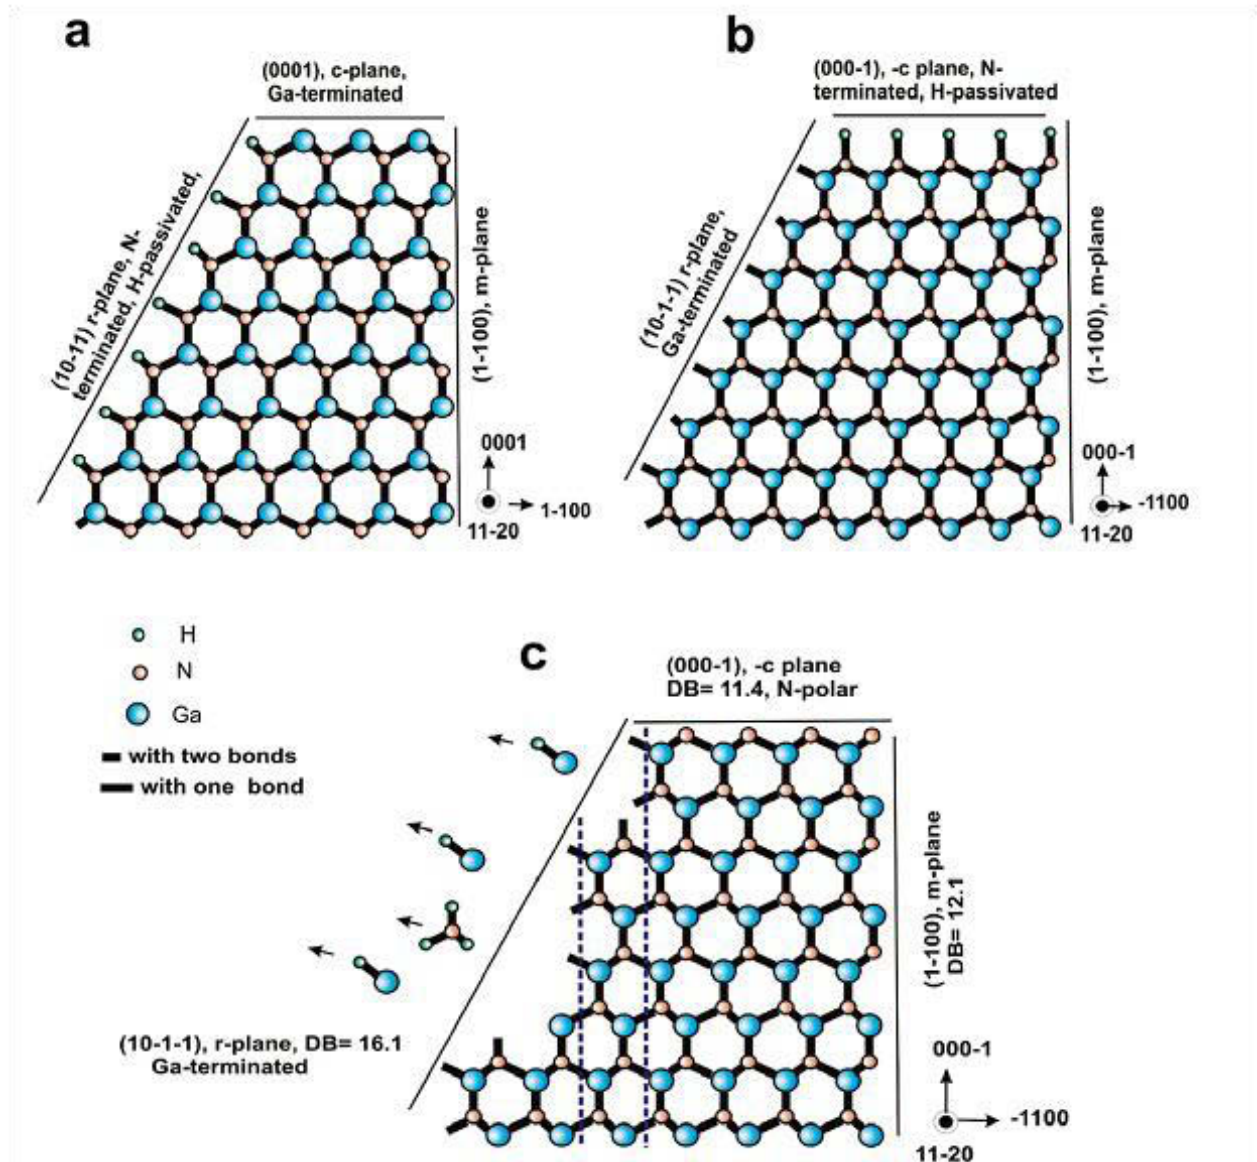 a
(0001), c-plane,
Ga-terminated
(10-11) r-plane, N-
terminated, H-passivated,
(1-100), m-plane
0001
1-100
11-20
b
(000-1), -c plane, N-
terminated, H-passivated
(10-1-1) r-plane,
Ga-terminated
(1-100), m-plane
000-1
-1100
11-20
H
N
Ga
with two bonds
with one bond
c
(000-1), -c plane
DB= 11.4, N-polar
(1-100), m-plane
DB= 12.1
(10-1-1), r-plane, DB= 16.1
Ga-terminated
000-1
-1100
11-20